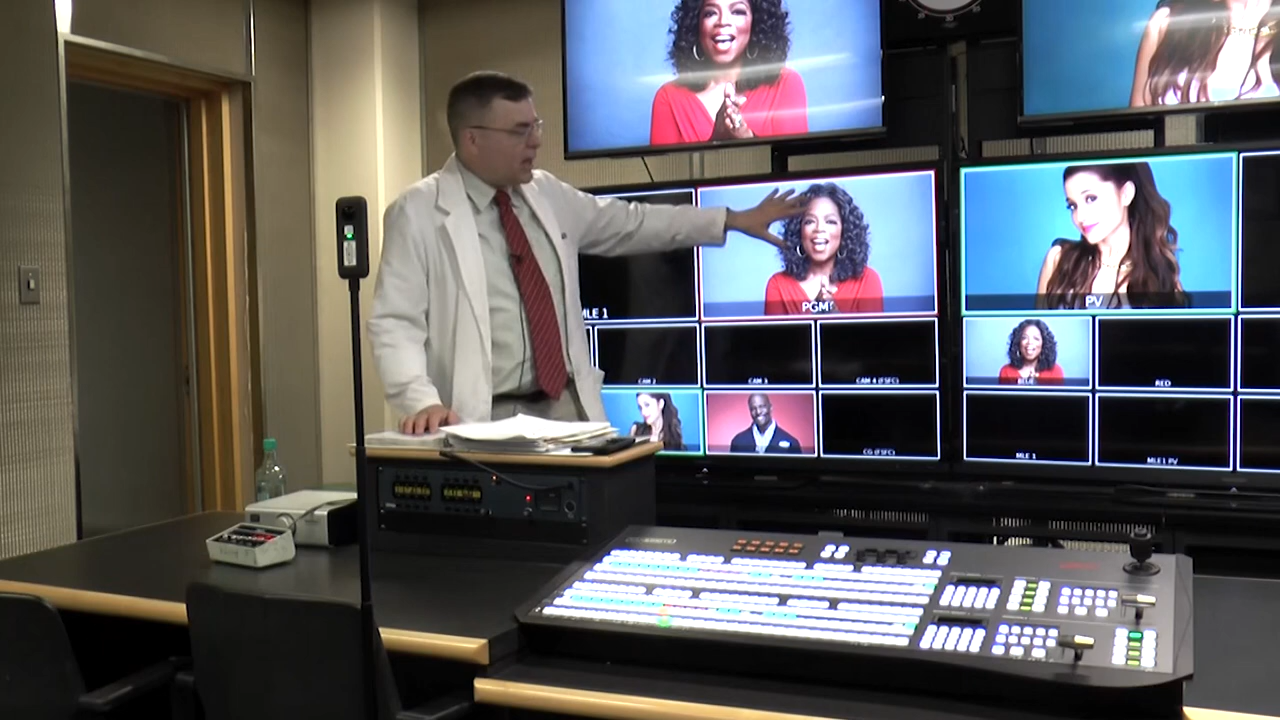 MLE 1
PGM
PV
CAM 2
CAM 3
CAM 4 (FSFC)
BLUE
RED
CG (FSFC)
MLE 1
MLE1 PV